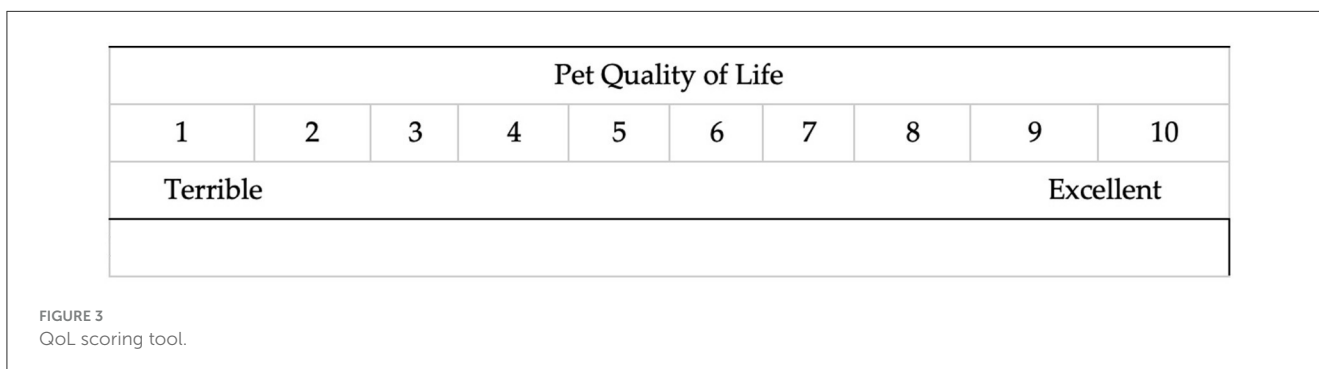 Pet Quality of Life
1 2 3 4 5 6 7 8 9 10
Terrible Excellent
FIGURE 3
QoL scoring tool.